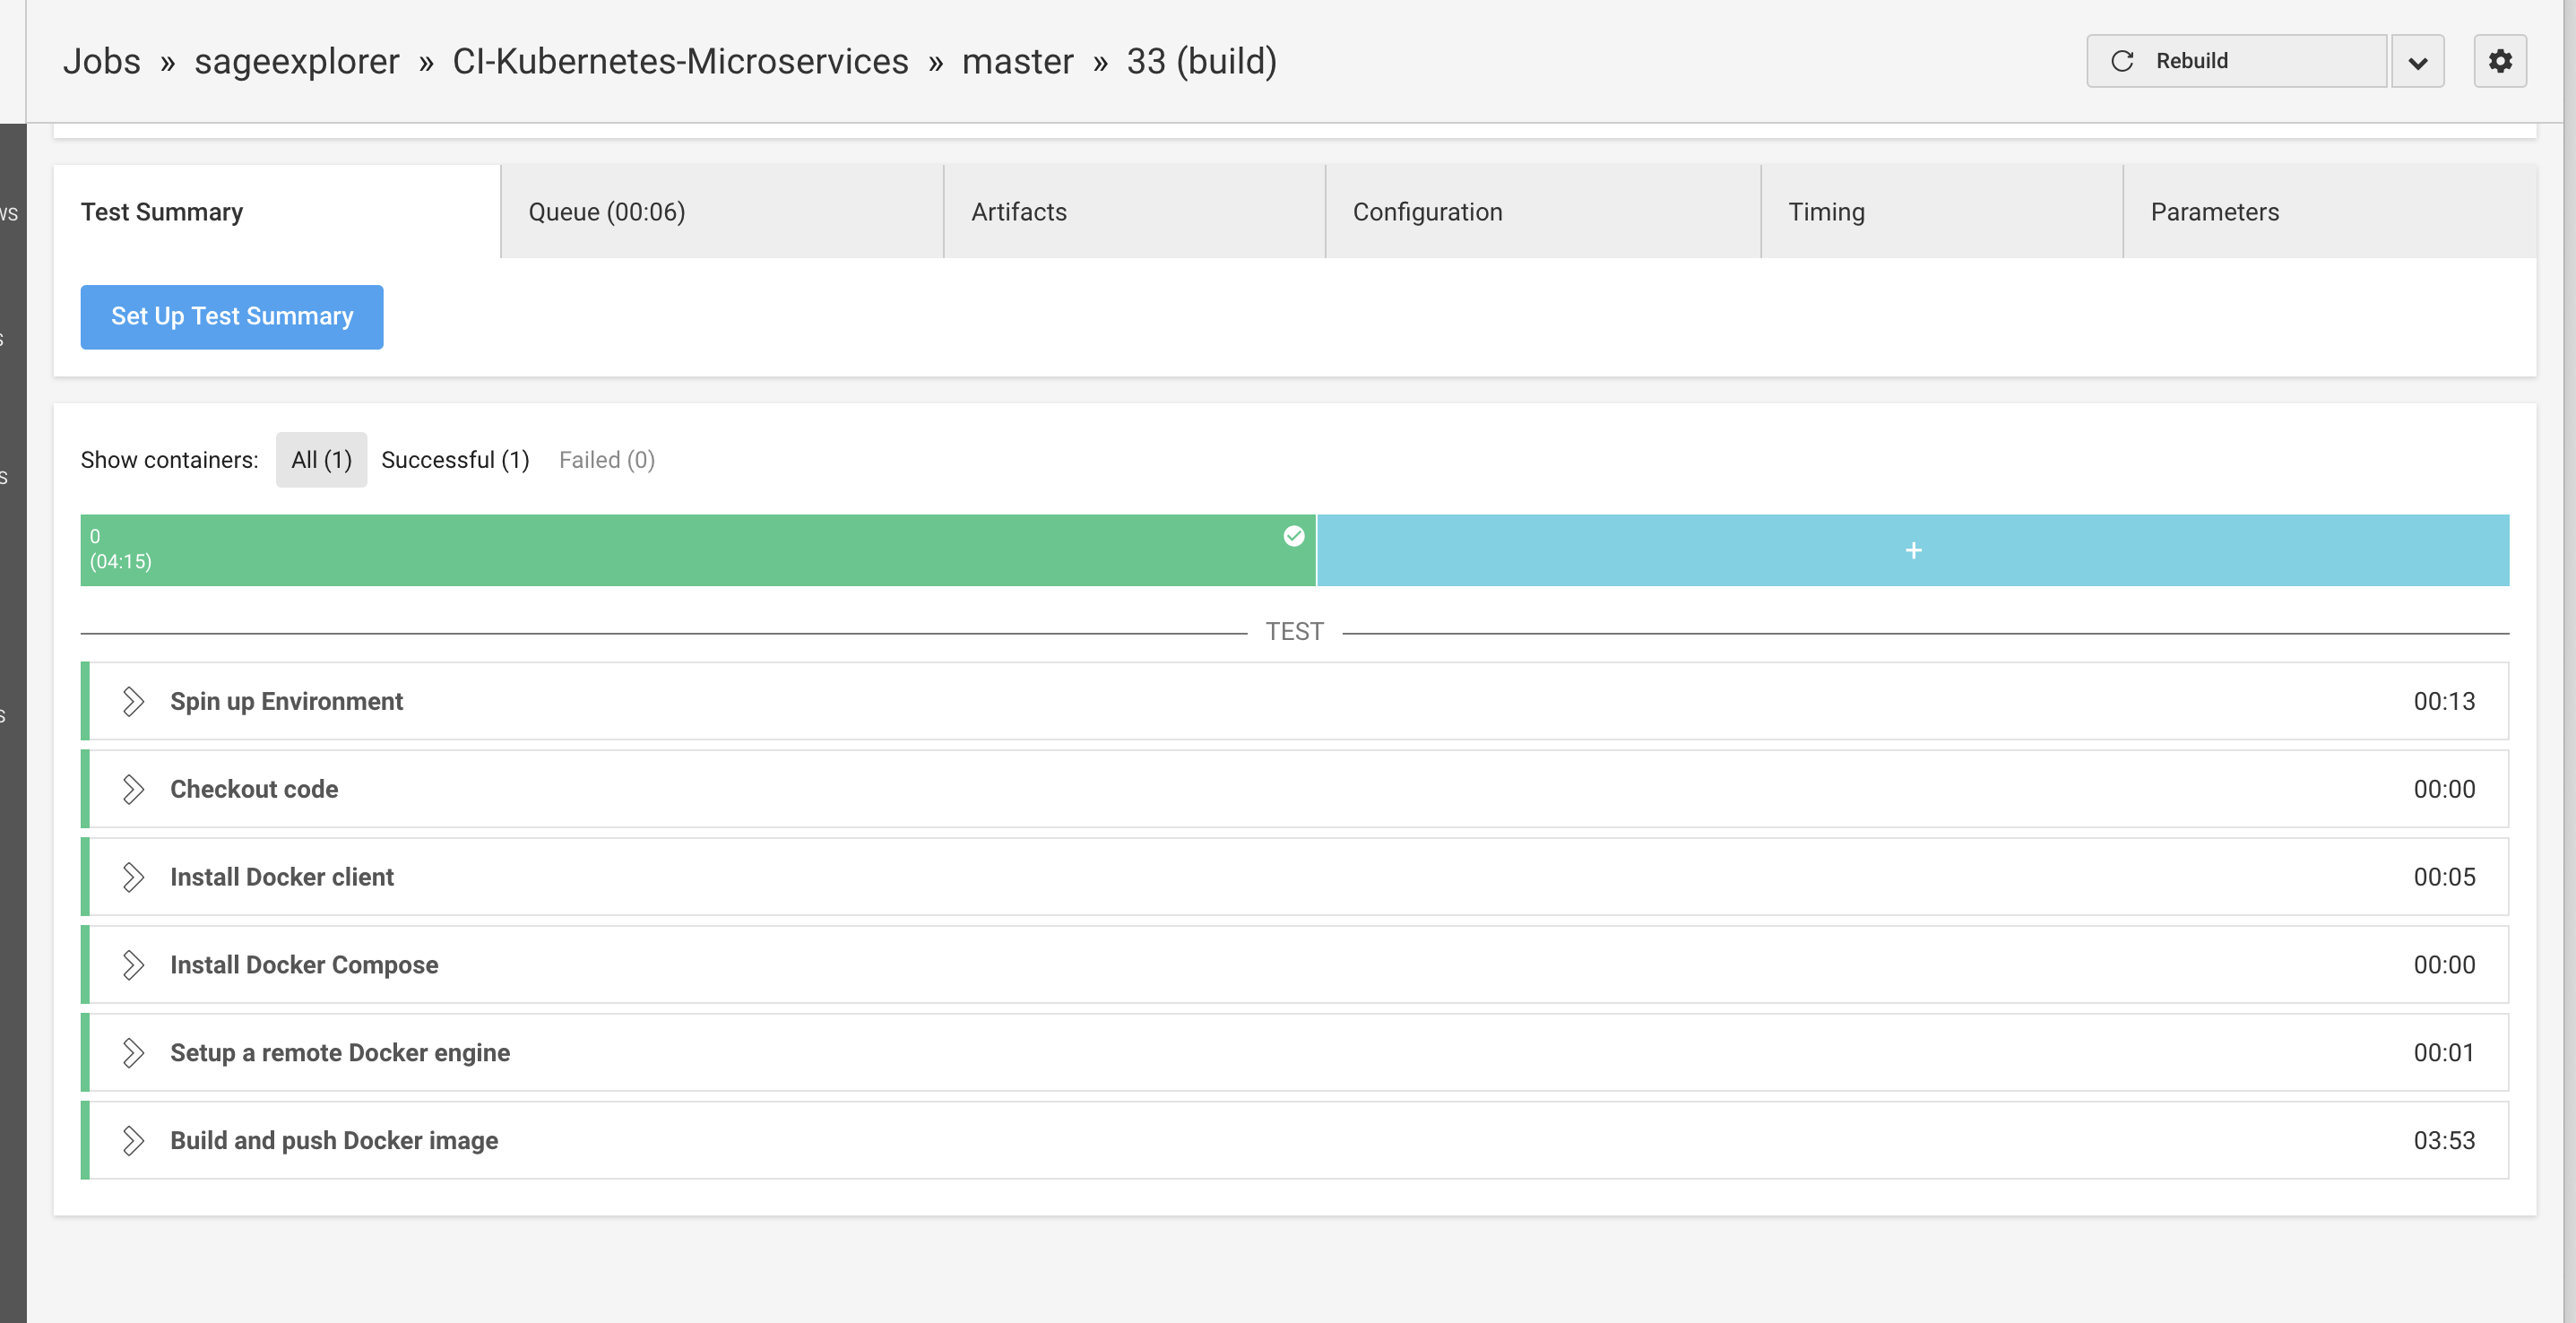 Jobs » sageexplorer » CI-Kubernetes-Microservices » master » 33 (build)
Rebuild
Test Summary
Queue (00:06)
Artifacts
Configuration
Timing
Parameters
Set Up Test Summary
Show containers: All (1) Successful (1) Failed (0)
0
(04:15)
+
TEST
Spin up Environment 00:13
Checkout code 00:00
Install Docker client 00:05
Install Docker Compose 00:00
Setup a remote Docker engine 00:01
Build and push Docker image 03:53